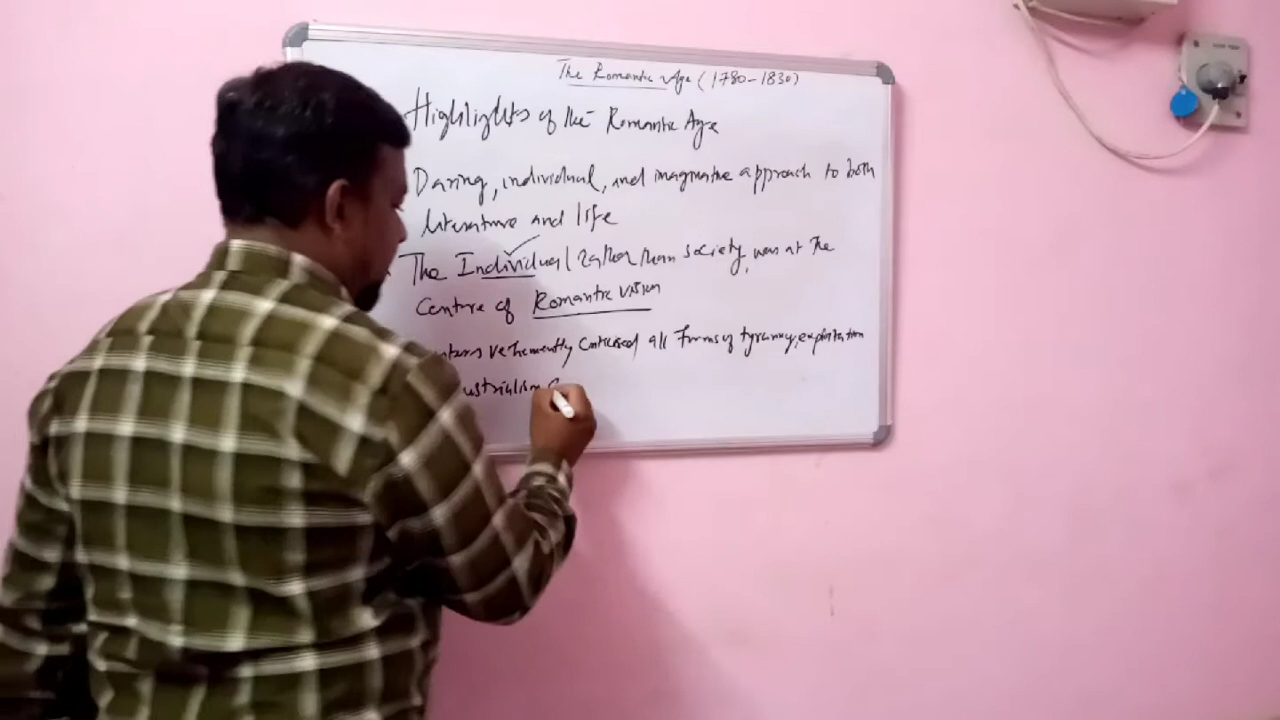 The Romantic Age (1780-1830)
Highlights of the Romantic Age
Daring, individual, and imaginative approach to both
literature and life
The Individual rather than society, was at the
Centre of Romantic vision
vehemently all Forms of tyranny, exploitation